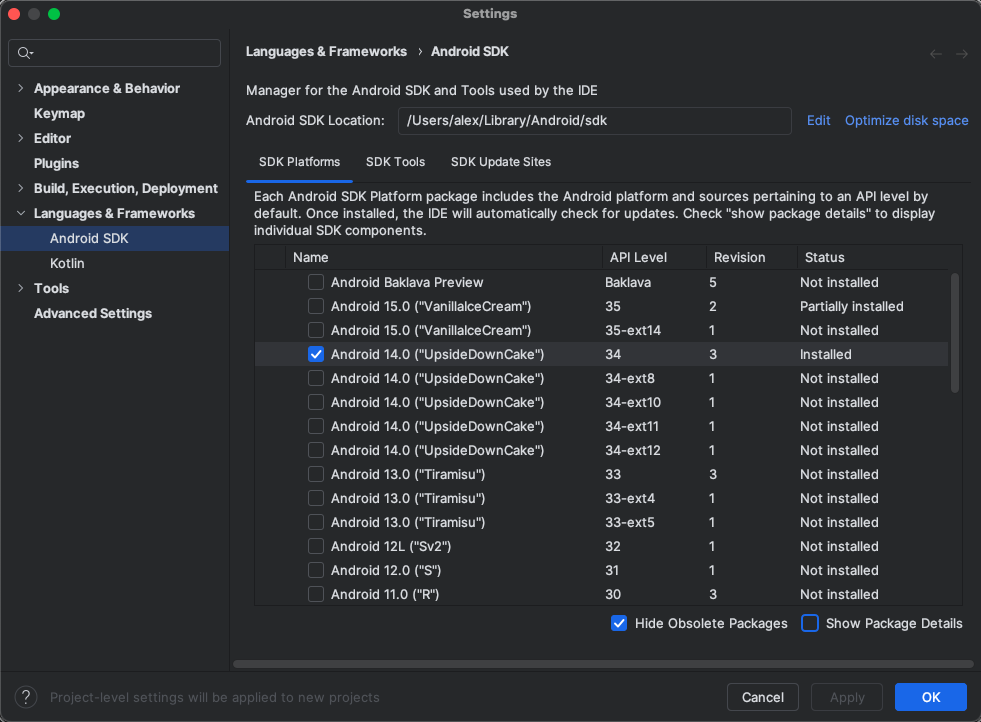 Settings
Appearance & Behavior
Keymap
Editor
Plugins
Build, Execution, Deployment
Languages & Frameworks
Android SDK
Kotlin
Tools
Advanced Settings
Languages & Frameworks › Android SDK
Manager for the Android SDK and Tools used by the IDE
Android SDK Location: /Users/alex/Library/Android/sdk Edit Optimize disk space
SDK Platforms SDK Tools SDK Update Sites
Each Android SDK Platform package includes the Android platform and sources pertaining to an API level by
default. Once installed, the IDE will automatically check for updates. Check "show package details" to display
individual SDK components.
Name API Level Revision Status
Android Baklava Preview Baklava 5 Not installed
Android 15.0 ("VanillaIceCream") 35 2 Partially installed
Android 15.0 ("VanillaIceCream") 35-ext14 1 Not installed
Android 14.0 ("UpsideDownCake") 34 3 Installed
Android 14.0 ("UpsideDownCake") 34-ext8 1 Not installed
Android 14.0 ("UpsideDownCake") 34-ext10 1 Not installed
Android 14.0 ("UpsideDownCake") 34-ext11 1 Not installed
Android 14.0 ("UpsideDownCake") 34-ext12 1 Not installed
Android 13.0 ("Tiramisu") 33 3 Not installed
Android 13.0 ("Tiramisu") 33-ext4 1 Not installed
Android 13.0 ("Tiramisu") 33-ext5 1 Not installed
Android 12L ("Sv2") 32 1 Not installed
Android 12.0 ("S") 31 1 Not installed
Android 11.0 ("R") 30 3 Not installed
Hide Obsolete Packages Show Package Details
? Project-level settings will be applied to new projects
Cancel Apply OK